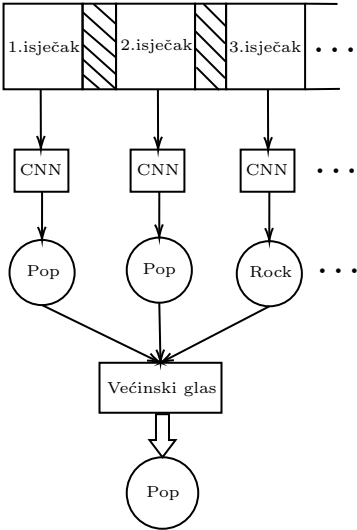 1.isječak 2.isječak 3.isječak ...
CNN CNN CNN ...
Pop Pop Rock ...
Većinski glas
Pop